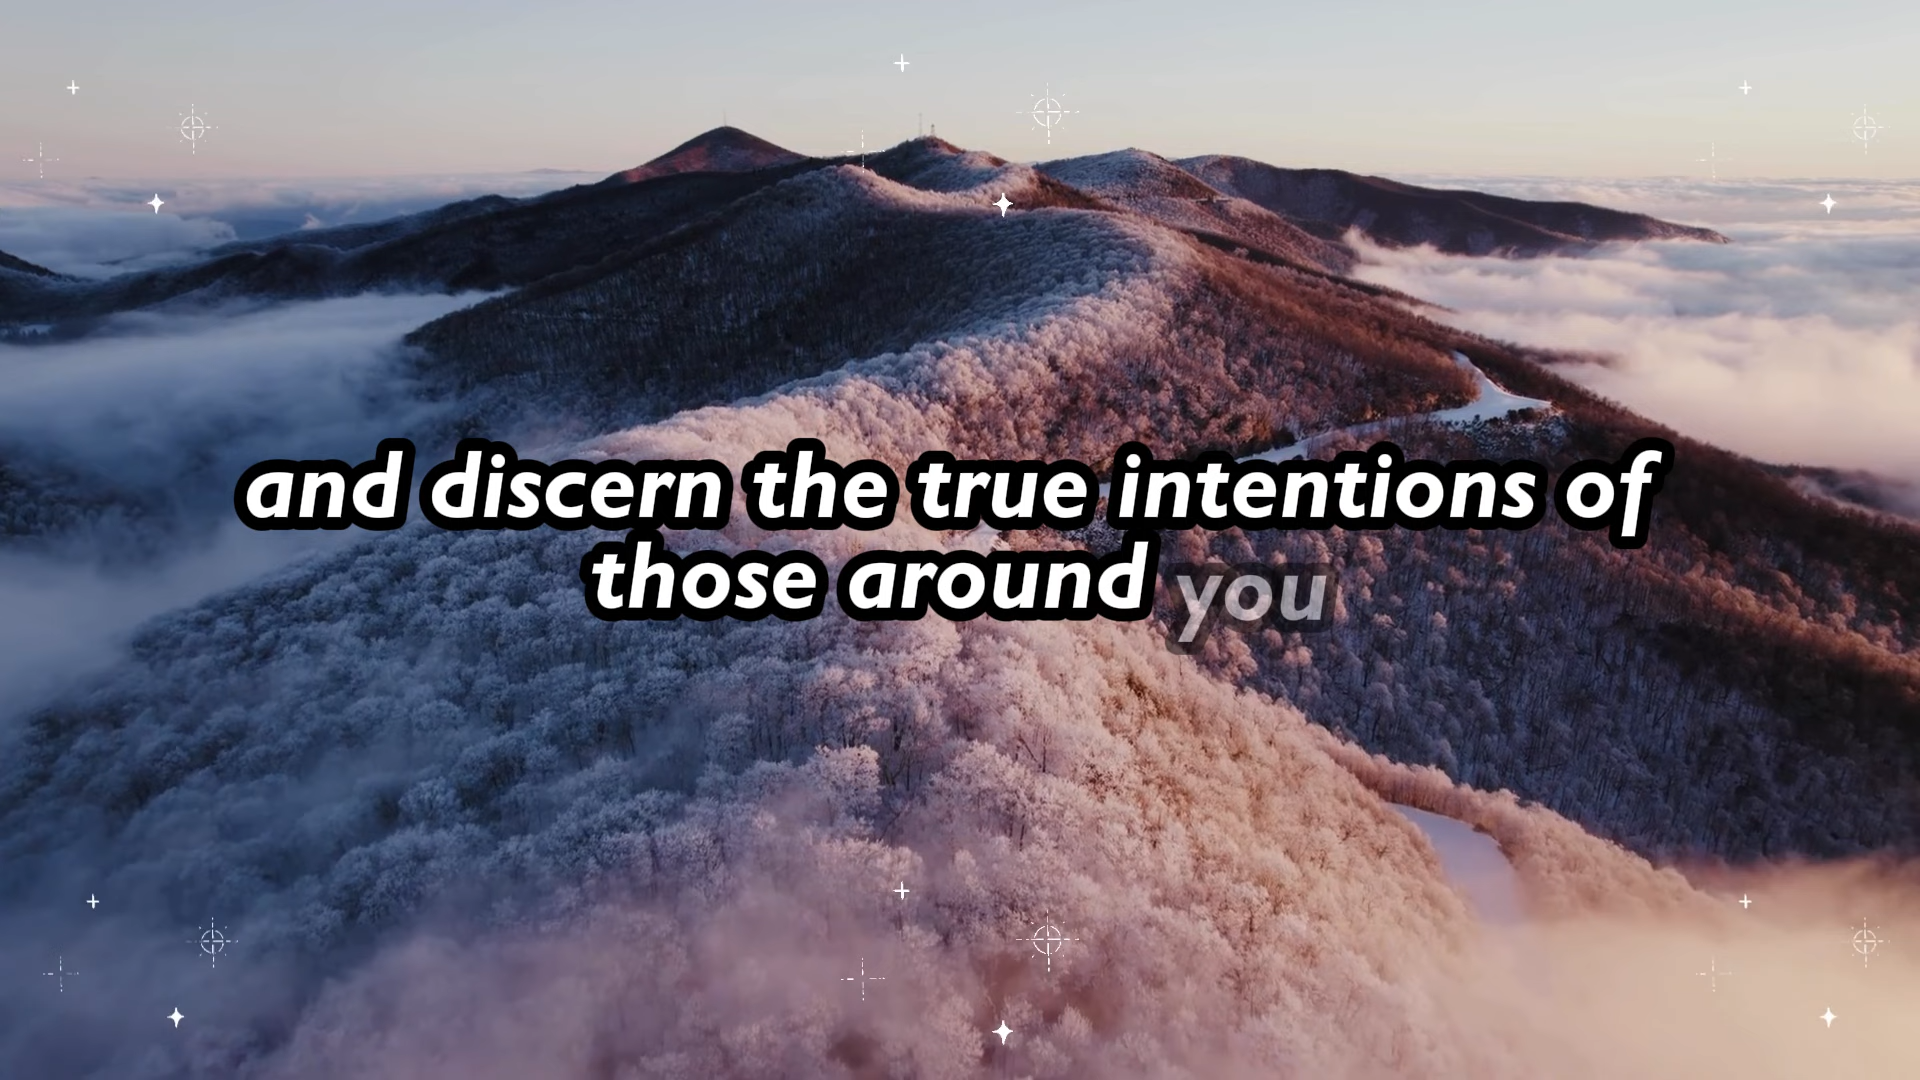 and discern the true intentions of
those around you